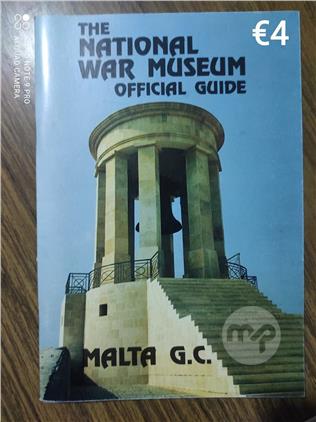 THE
NATIONAL
WAR MUSEUM
OFFICIAL GUIDE
€4
MALTA G.C.
mp